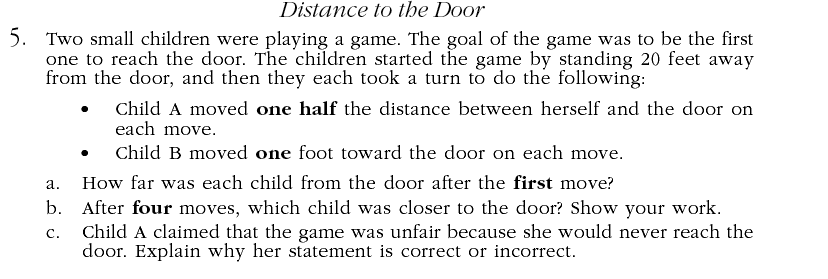 Distance to the Door
5. Two small children were playing a game. The goal of the game was to be the first
one to reach the door. The children started the game by standing 20 feet away
from the door, and then they each took a turn to do the following:
• Child A moved one half the distance between herself and the door on
each move.
• Child B moved one foot toward the door on each move.
a. How far was each child from the door after the first move?
b. After four moves, which child was closer to the door? Show your work.
c. Child A claimed that the game was unfair because she would never reach the
door. Explain why her statement is correct or incorrect.